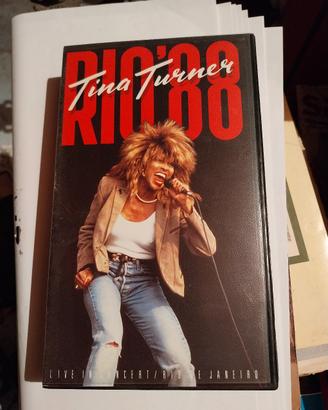 RIO'88
Tina Turner
RIO'88
LIVE IN CONCERT/RIO DE JANEIRO